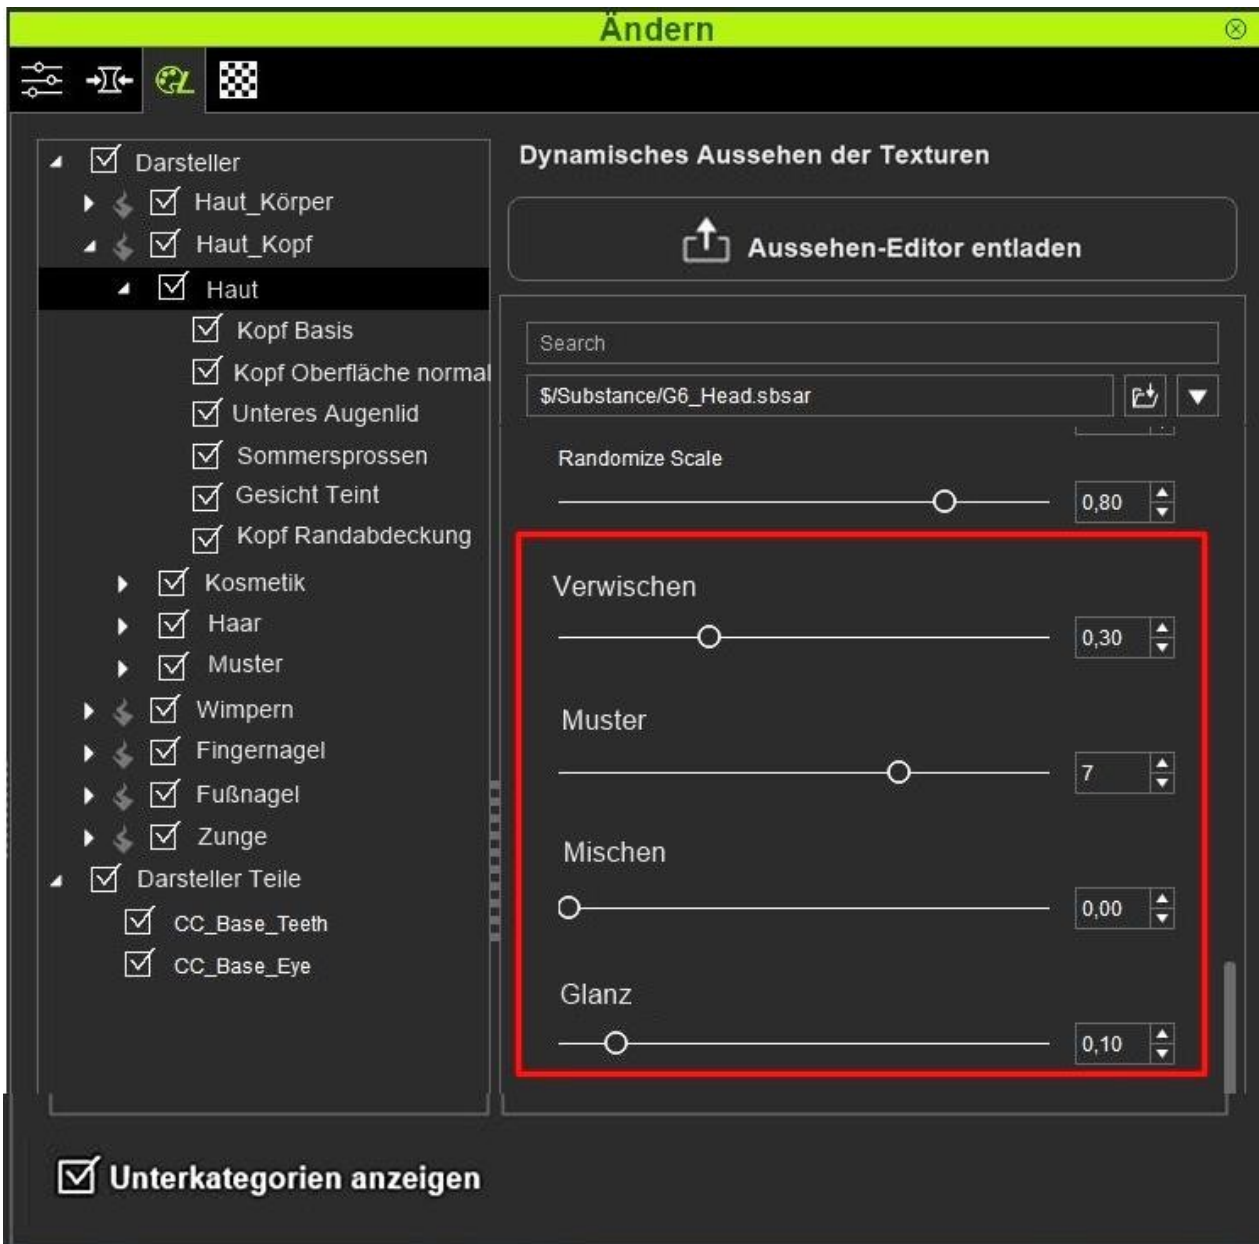 Ändern
Darsteller
Haut_Körper
Haut_Kopf
Haut
Kopf Basis
Kopf Oberfläche normal
Unteres Augenlid
Sommersprossen
Gesicht Teint
Kopf Randabdeckung
Kosmetik
Haar
Muster
Wimpern
Fingernagel
Fußnagel
Zunge
Darsteller Teile
CC_Base_Teeth
CC_Base_Eye
Dynamisches Aussehen der Texturen
Aussehen-Editor entladen
Search
$/Substance/G6_Head.sbsar
Randomize Scale
0,80
Verwischen
0,30
Muster
7
Mischen
0,00
Glanz
0,10
Unterkategorien anzeigen